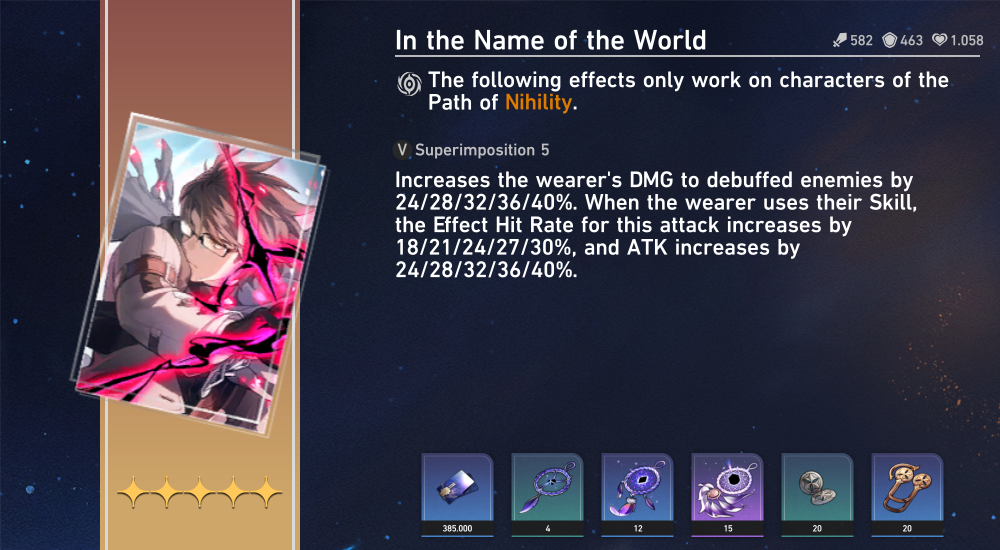 In the Name of the World
582 463 1.058
The following effects only work on characters of the
Path of Nihility.
V Superimposition 5
Increases the wearer's DMG to debuffed enemies by
24/28/32/36/40%. When the wearer uses their Skill,
the Effect Hit Rate for this attack increases by
18/21/24/27/30%, and ATK increases by
24/28/32/36/40%.
385.000 4 12 15 20 20